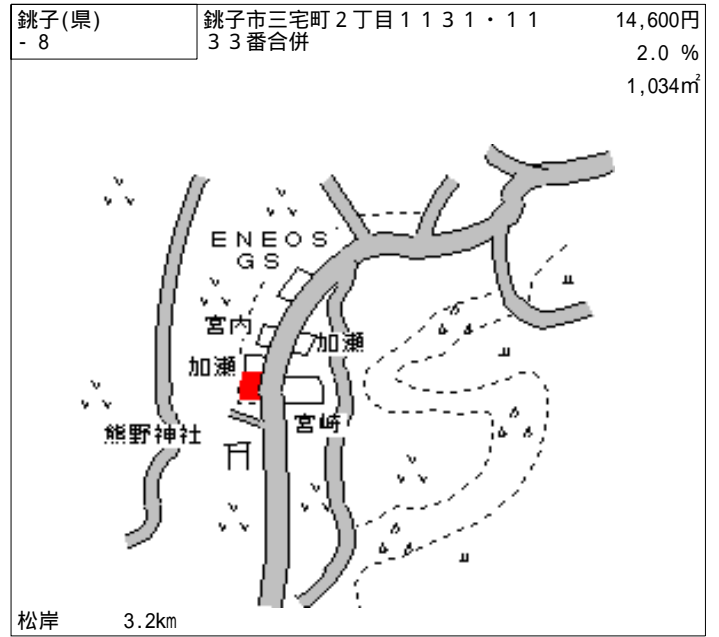 銚子(県)
- 8
銚子市三宅町２丁目１１３１・１１
３３番合併
14,600円
2.0 %
1,034㎡
ＥＮＥＯＳ
ＧＳ
宮内
加瀬
加瀬
宮崎
熊野神社
松岸 3.2km